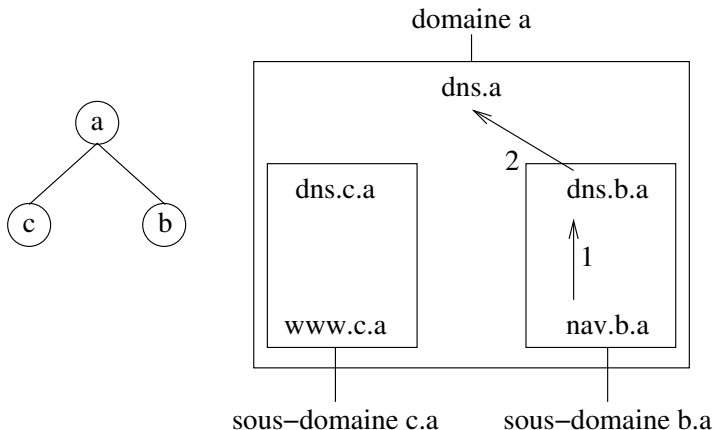 domaine a
dns.a
a
2
dns.c.a
dns.b.a
c
b
1
www.c.a
nav.b.a
sous-domaine c.a
sous-domaine b.a